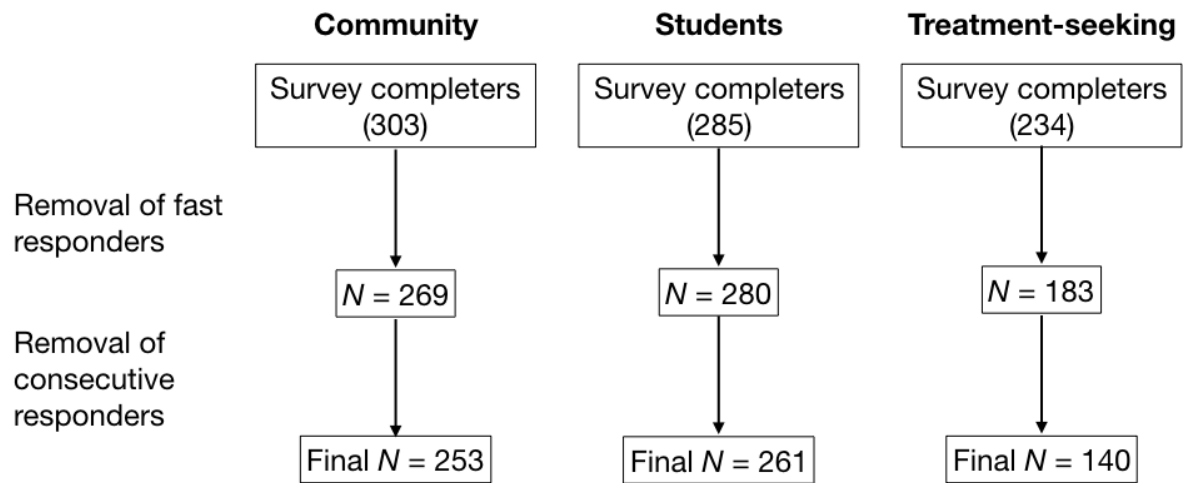 Community
Students
Treatment-seeking
Survey completers
(303)
Survey completers
(285)
Survey completers
(234)
Removal of fast
responders
N = 269
N = 280
N = 183
Removal of
consecutive
responders
Final N = 253
Final N = 261
Final N = 140